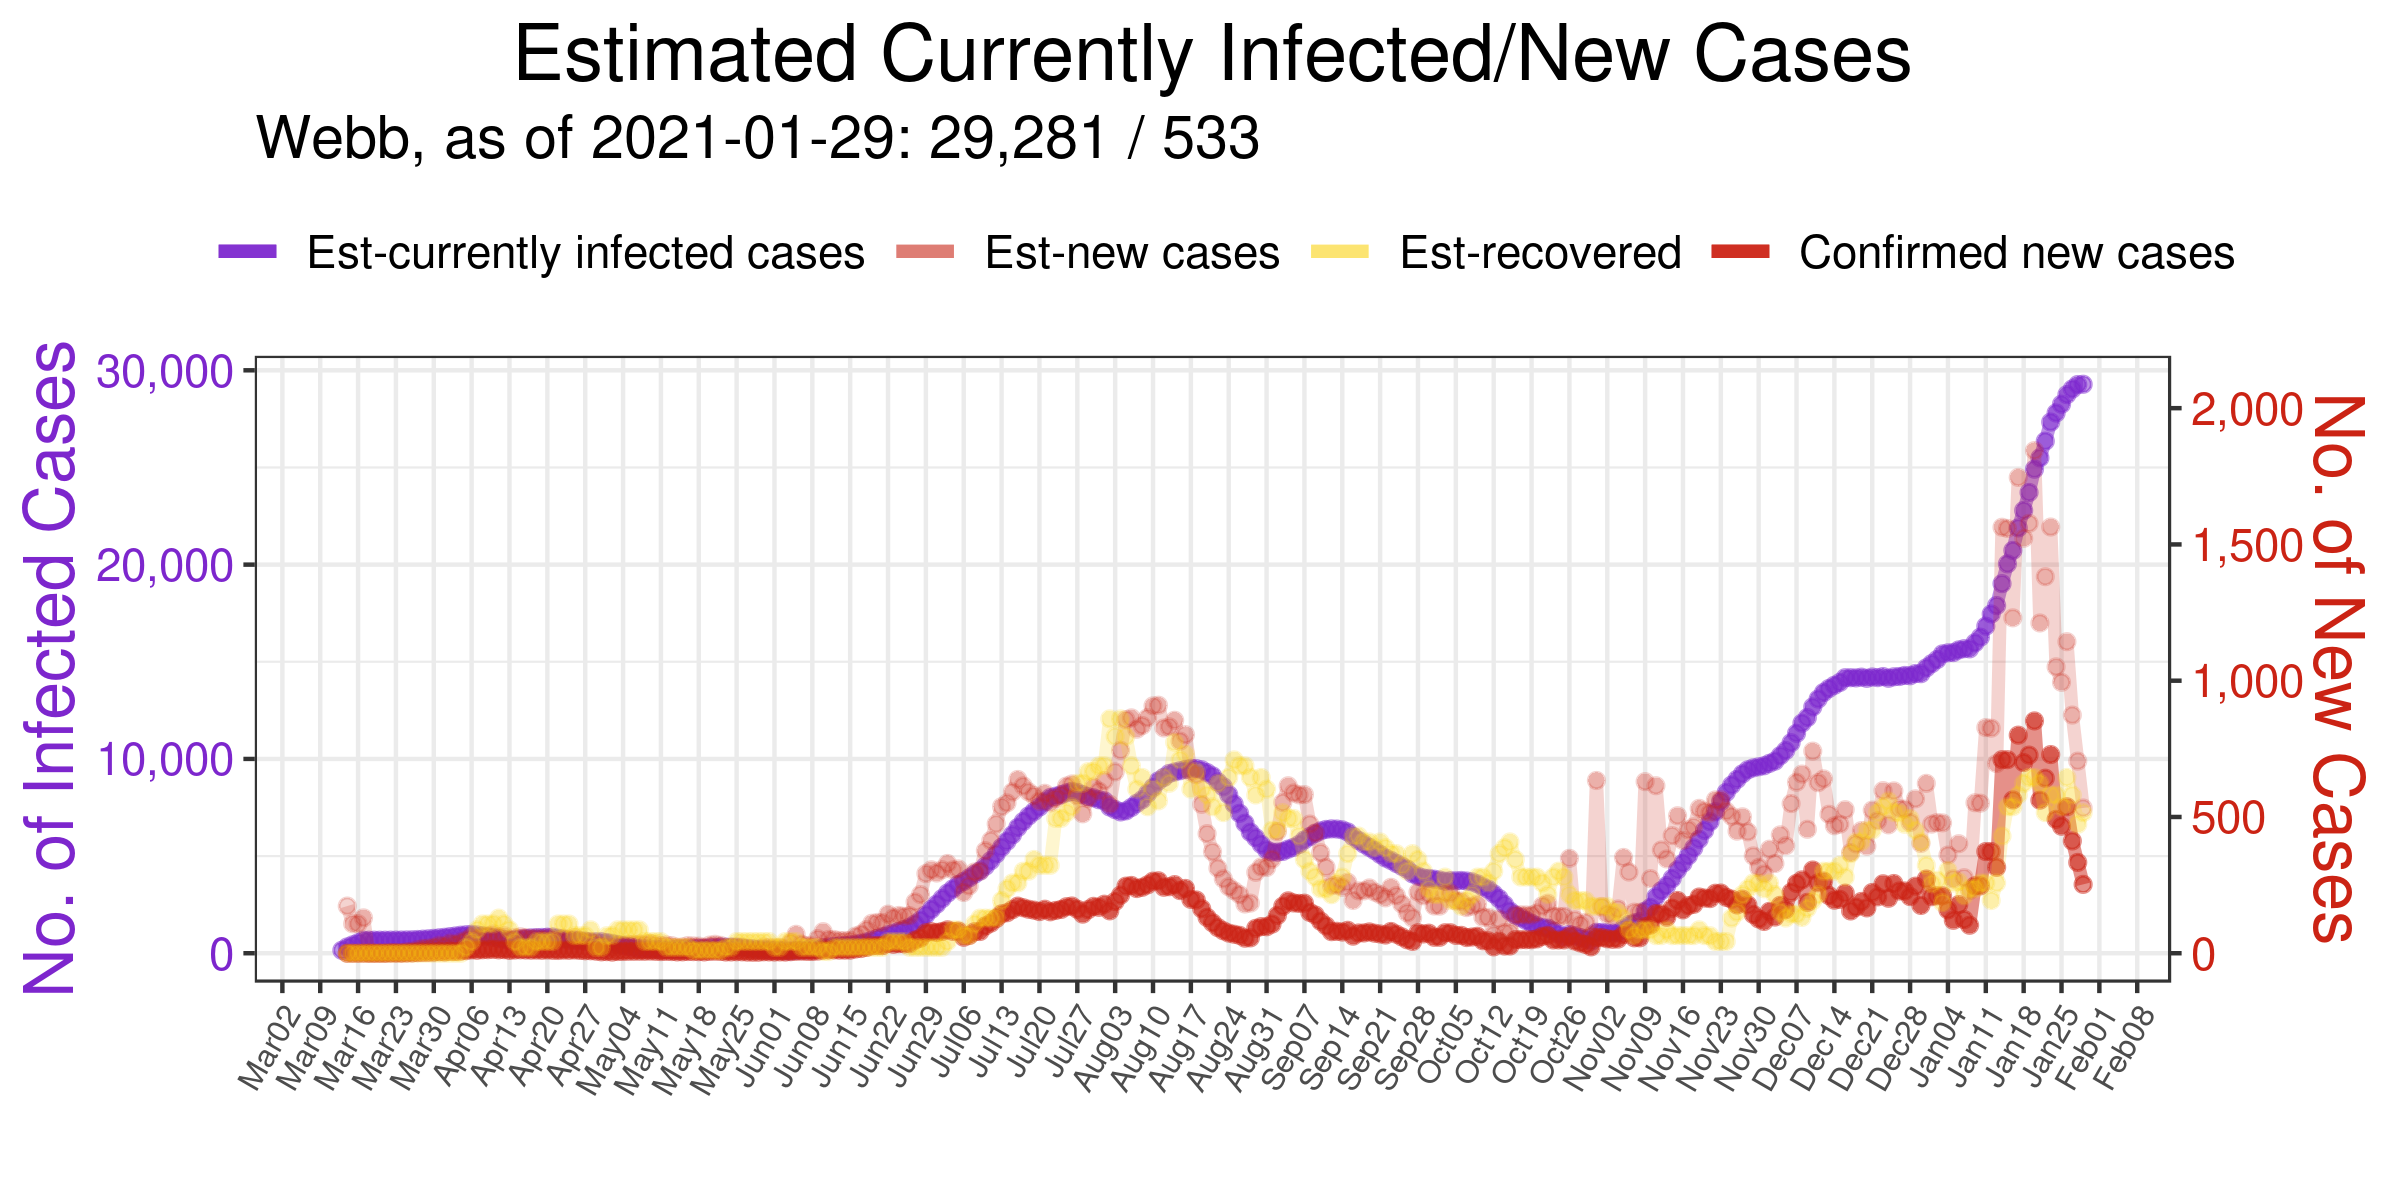 Estimated Currently Infected/New Cases
Webb, as of 2021-01-29: 29,281 / 533
Est-currently infected cases Est-new cases Est-recovered Confirmed new cases
No. of Infected Cases
30,000
20,000
10,000
0
2,000
1,500
1,000
500
0
No. of New Cases
Mar02 Mar09 Mar16 Mar23 Mar30 Apr06 Apr13 Apr20 Apr27 May04 May11 May18 May25 Jun01 Jun08 Jun15 Jun22 Jun29 Jul06 Jul13 Jul20 Jul27 Aug03 Aug10 Aug17 Aug24 Aug31 Sep07 Sep14 Sep21 Sep28 Oct05 Oct12 Oct19 Oct26 Nov02 Nov09 Nov16 Nov23 Nov30 Dec07 Dec14 Dec21 Dec28 Jan04 Jan11 Jan18 Jan25 Feb01 Feb08